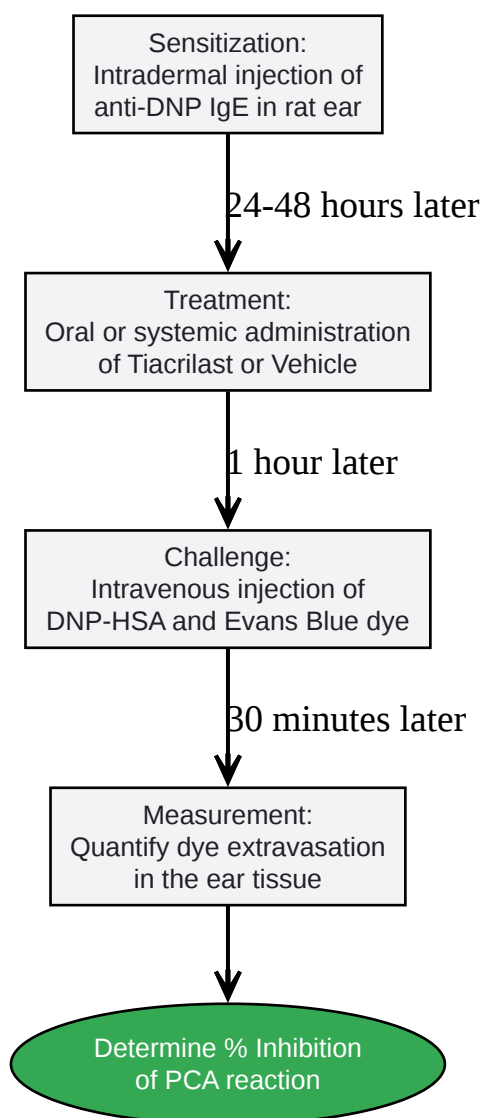 Sensitization:
Intradermal injection of
anti-DNP IgE in rat ear
24-48 hours later
Treatment:
Oral or systemic administration
of Tiacrilast or Vehicle
1 hour later
Challenge:
Intravenous injection of
DNP-HSA and Evans Blue dye
30 minutes later
Measurement:
Quantify dye extravasation
in the ear tissue
Determine % Inhibition
of PCA reaction